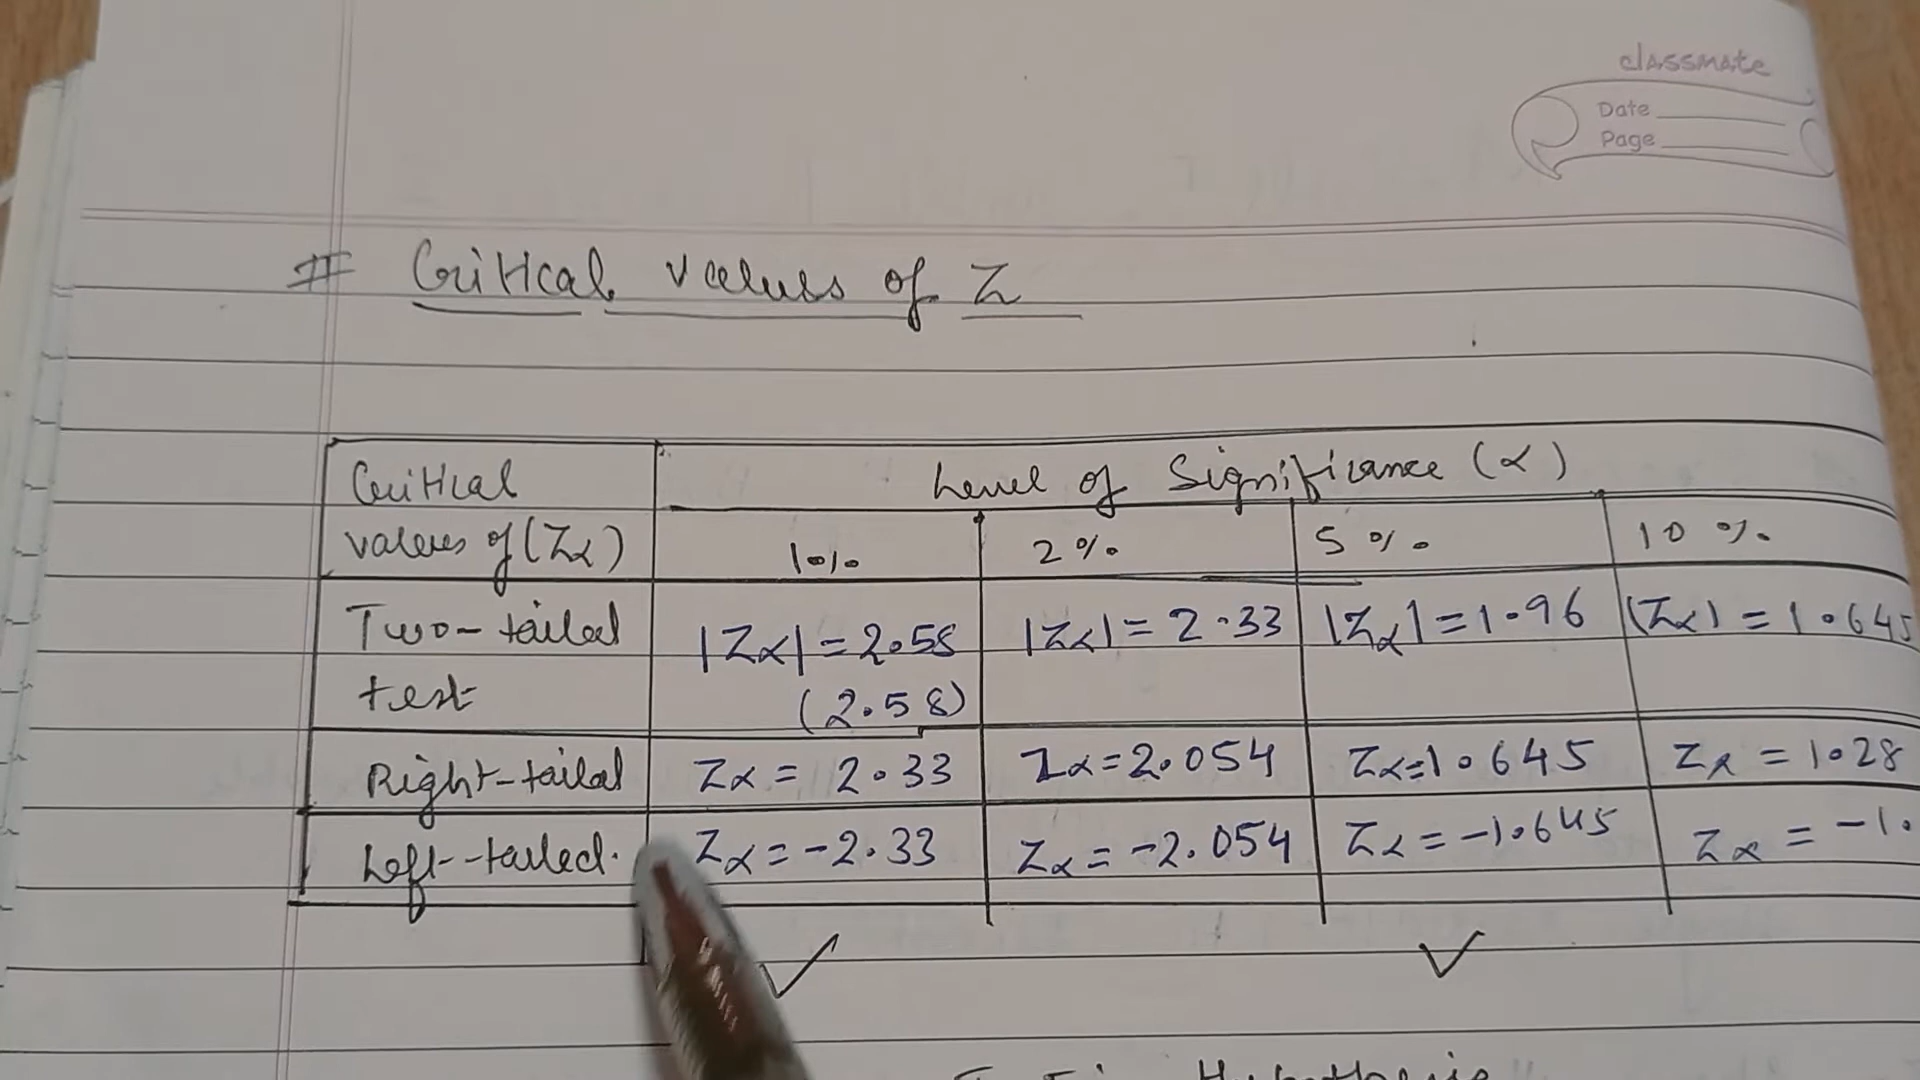 classmate
Date
Page
# Critical values of Z
Critical values of (Zα)
Level of Significance (α)
1% 2% 5% 10%
Two-tailed test |Zα| = 2.58 (2.58) |Zα| = 2.33 |Zα| = 1.96 |Zα| = 1.645
Right-tailed Zα = 2.33 Zα = 2.054 Zα = 1.645 Zα = 1.28
Left-tailed. Zα = -2.33 Zα = -2.054 Zα = -1.645 Zα = -1.